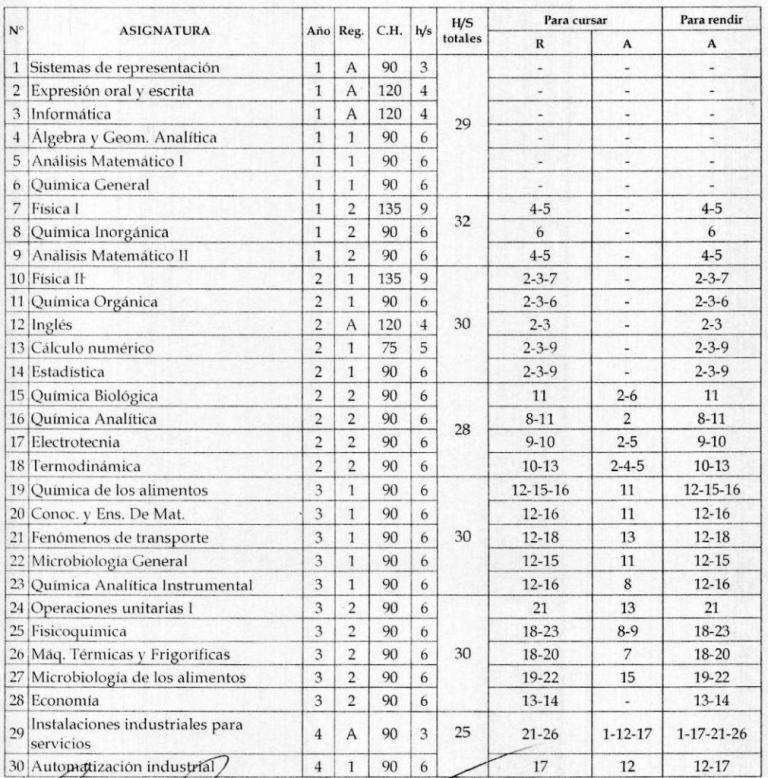 Nº ASIGNATURA Año Reg. C.H. h/s H/S totales Para cursar Para rendir
R A A
1 Sistemas de representación 1 A 90 3 - - -
2 Expresión oral y escrita 1 A 120 4 - - -
3 Informática 1 A 120 4 - - -
29
4 Álgebra y Geom. Analítica 1 1 90 6 - - -
5 Análisis Matemático I 1 1 90 6 - - -
6 Química General 1 1 90 6 - - -
7 Física I 1 2 135 9 4-5 - 4-5
32
8 Química Inorgánica 1 2 90 6 6 - 6
9 Análisis Matemático II 1 2 90 6 4-5 - 4-5
10 Física II 2 1 135 9 2-3-7 - 2-3-7
11 Química Orgánica 2 1 90 6 2-3-6 - 2-3-6
12 Inglés 2 A 120 4 30 2-3 - 2-3
13 Cálculo numérico 2 1 75 5 2-3-9 - 2-3-9
14 Estadística 2 1 90 6 2-3-9 - 2-3-9
15 Química Biológica 2 2 90 6 11 2-6 11
16 Química Analítica 2 2 90 6 8-11 2 8-11
28
17 Electrotecnia 2 2 90 6 9-10 2-5 9-10
18 Termodinámica 2 2 90 6 10-13 2-4-5 10-13
19 Química de los alimentos 3 1 90 6 12-15-16 11 12-15-16
20 Conoc. y Ens. De Mat. 3 1 90 6 12-16 11 12-16
21 Fenómenos de transporte 3 1 90 6 30 12-18 13 12-18
22 Microbiología General 3 1 90 6 12-15 11 12-15
23 Química Analítica Instrumental 3 1 90 6 12-16 8 12-16
24 Operaciones unitarias I 3 2 90 6 21 13 21
25 Fisicoquímica 3 2 90 6 18-23 8-9 18-23
26 Máq. Térmicas y Frigoríficas 3 2 90 6 30 18-20 7 18-20
27 Microbiología de los alimentos 3 2 90 6 19-22 15 19-22
28 Economía 3 2 90 6 13-14 - 13-14
29 Instalaciones industriales para servicios 4 A 90 3 25 21-26 1-12-17 1-17-21-26
30 Automatización industrial 4 1 90 6 17 12 12-17